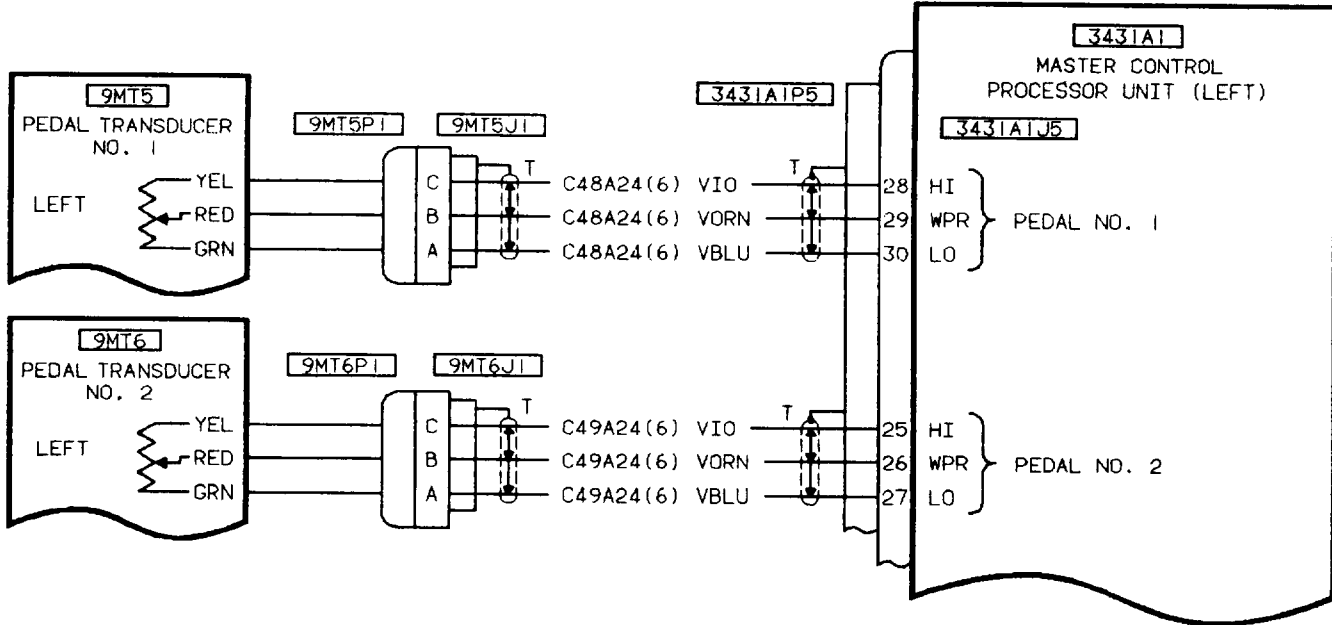 3431A1
MASTER CONTROL
PROCESSOR UNIT (LEFT)
9MT5
3431A1P5
PEDAL TRANSDUCER
NO. 1
9MT5P1
9MT5J1
3431A1J5
LEFT
YEL
RED
GRN
C
B
A
T
C48A24(6) VIO
C48A24(6) VORN
C48A24(6) VBLU
T
28 HI
29 WPR
30 LO
PEDAL NO. 1
9MT6
PEDAL TRANSDUCER
NO. 2
9MT6P1
9MT6J1
LEFT
YEL
RED
GRN
C
B
A
T
C49A24(6) VIO
C49A24(6) VORN
C49A24(6) VBLU
T
25 HI
26 WPR
27 LO
PEDAL NO. 2